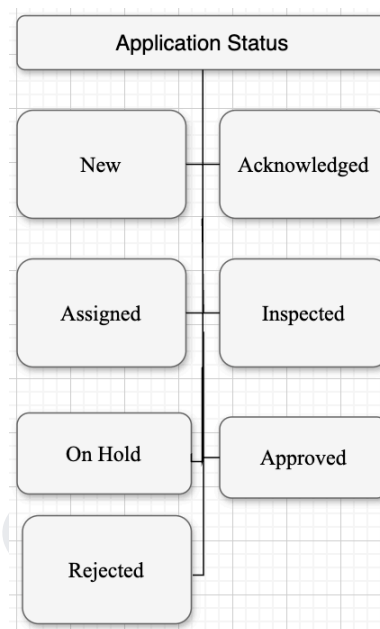 Application Status
New
Acknowledged
Assigned
Inspected
On Hold
Approved
Rejected